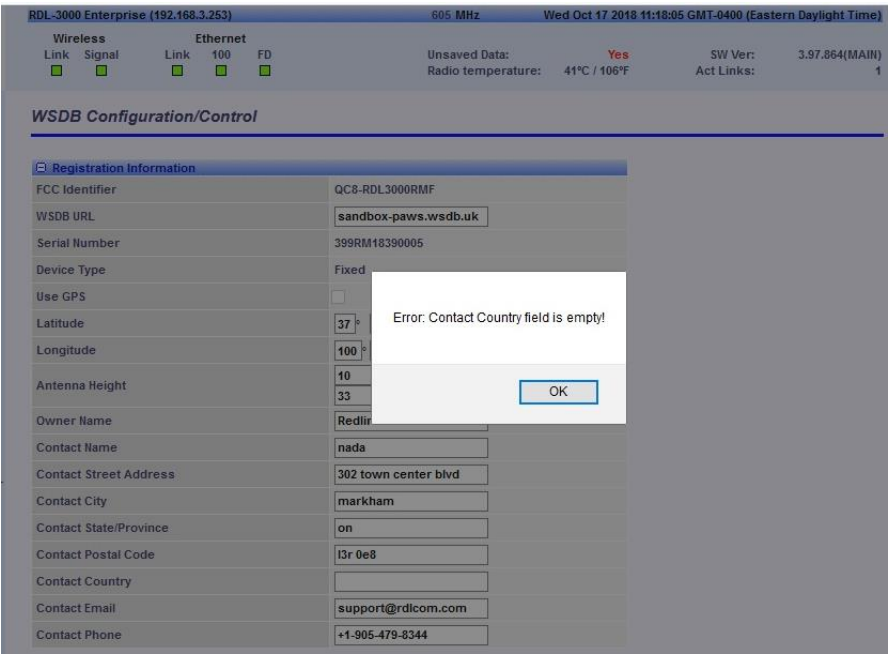 RDL-3000 Enterprise (192.168.3.253) 605 MHz Wed Oct 17 2018 11:18:05 GMT-0400 (Eastern Daylight Time)
Wireless Ethernet
Link Signal Link 100 FD Unsaved Data: Yes SW Ver: 3.97.864(MAIN)
Radio temperature: 41°C / 106°F Act Links: 1
WSDB Configuration/Control
Registration Information
FCC Identifier QC8-RDL3000RMF
WSDB URL sandbox-paws.wsdb.uk
Serial Number 399RM18390005
Device Type Fixed
Use GPS
Error: Contact Country field is empty!
Latitude 37 °
Longitude 100 °
Antenna Height 10
33
OK
Owner Name
Contact Name nada
Contact Street Address 302 town center blvd
Contact City markham
Contact State/Province on
Contact Postal Code l3r 0e8
Contact Country
Contact Email support@rdlcom.com
Contact Phone +1-905-479-8344